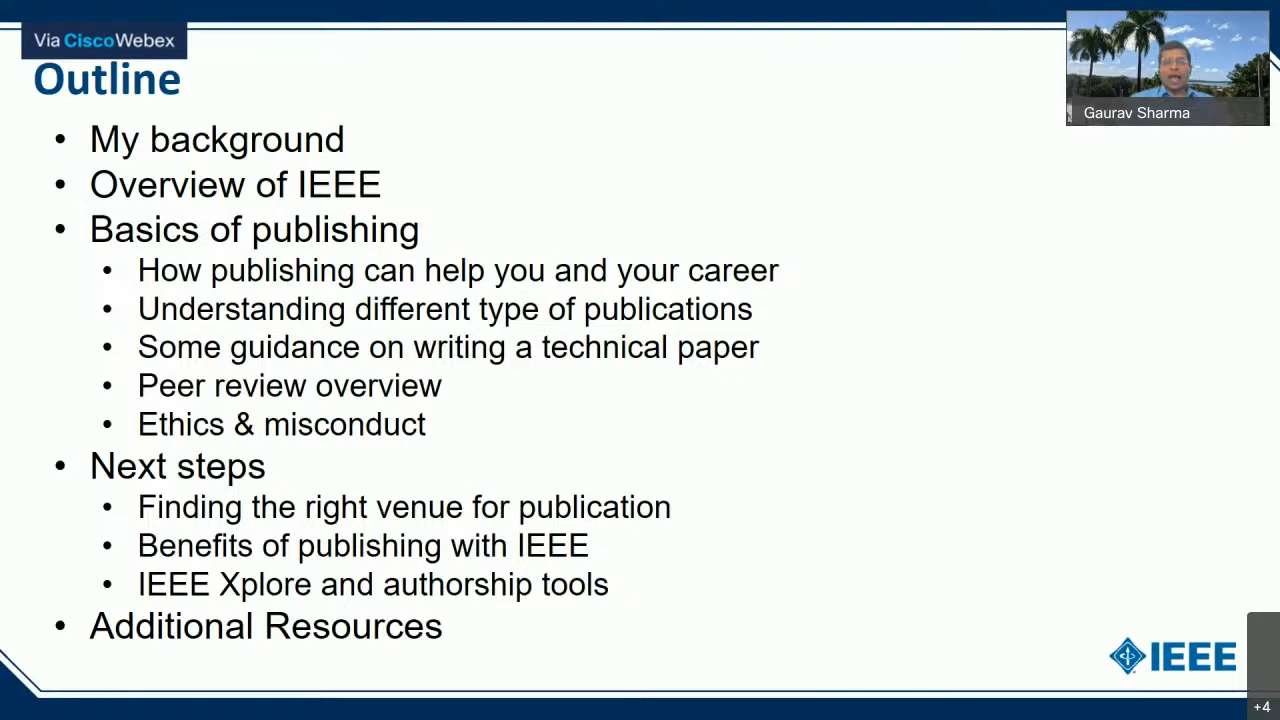 Via CiscoWebex
Outline
Gaurav Sharma
• My background
• Overview of IEEE
• Basics of publishing
• How publishing can help you and your career
• Understanding different type of publications
• Some guidance on writing a technical paper
• Peer review overview
• Ethics & misconduct
• Next steps
• Finding the right venue for publication
• Benefits of publishing with IEEE
• IEEE Xplore and authorship tools
• Additional Resources
IEEE
+4